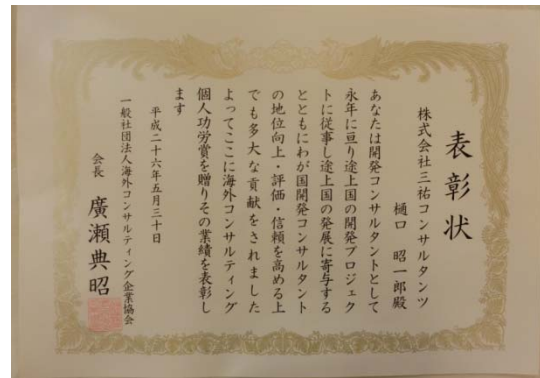 表彰状
株式会社三祐コンサルタンツ
樋口 昭一郎殿
あなたは開発コンサルタントとして
永年に亘り途上国の開発プロジェク
トに従事し途上国の発展に寄与する
とともにわが国開発コンサルタント
の地位向上・評価・信頼を高める上
でも多大な貢献をされました
よってここに海外コンサルティング
個人功労賞を贈りその業績を表彰し
ます
平成二十六年五月三十日
一般社団法人海外コンサルティング企業協会
会長 廣瀬典昭